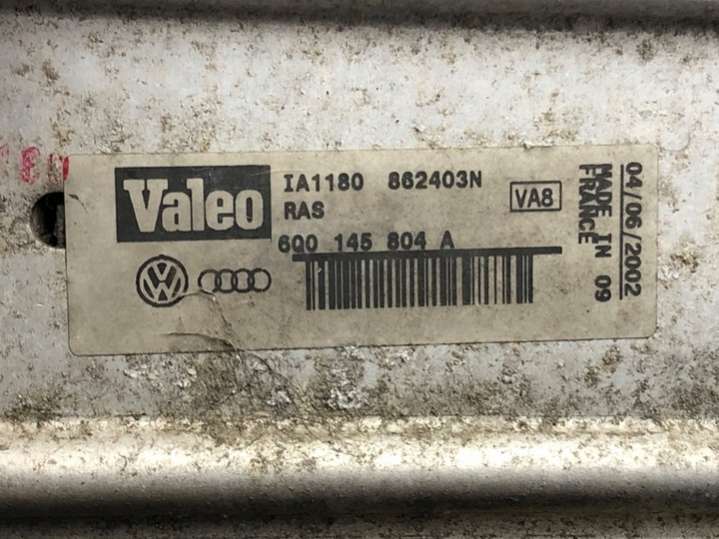 Valeo
IA1180 862403N
RAS
VA8
6Q0 145 804 A
MADE IN 09
FRANCE
04/06/2002